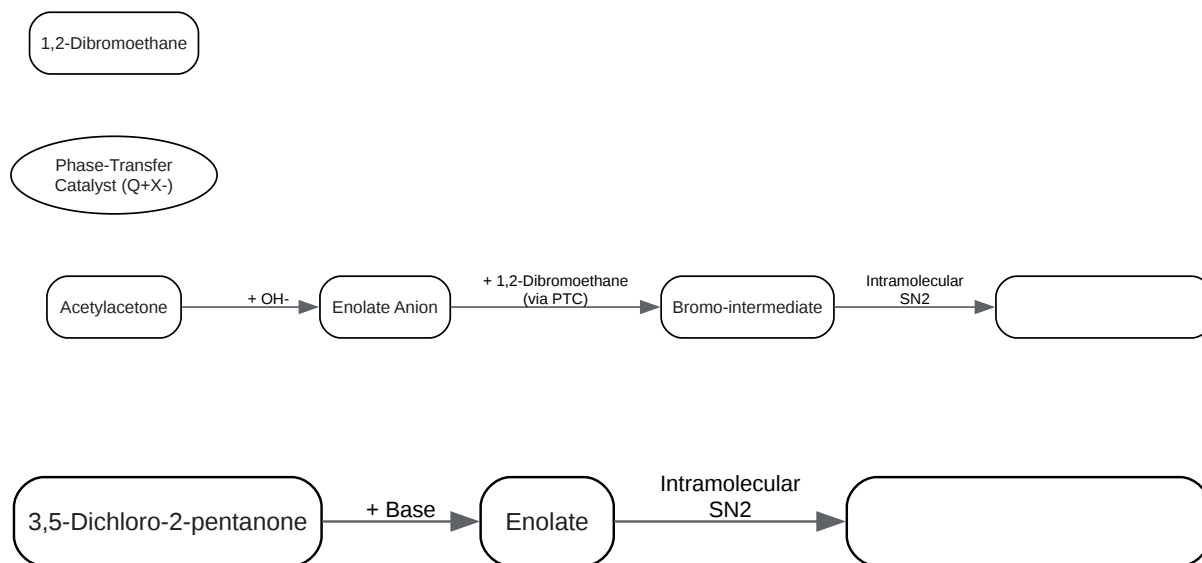 1,2-Dibromoethane
Phase-Transfer
Catalyst (Q+X-)
Acetylacetone
+ OH-
Enolate Anion
+ 1,2-Dibromoethane
(via PTC)
Bromo-intermediate
Intramolecular
SN2
3,5-Dichloro-2-pentanone
+ Base
Enolate
Intramolecular
SN2